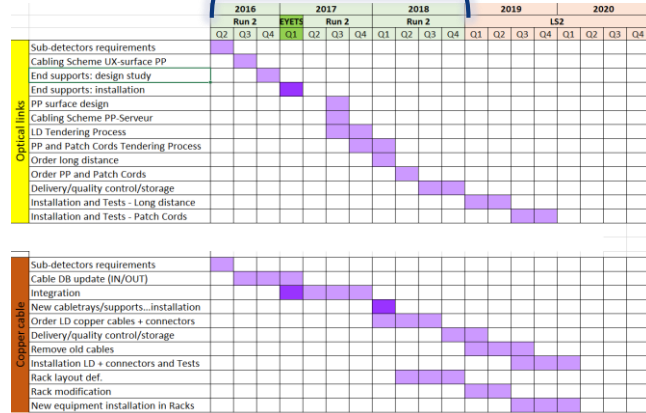 2016 2017 2018 2019 2020
Run 2 EYETS Run 2 Run 2 LS2
Q2 Q3 Q4 Q1 Q2 Q3 Q4 Q1 Q2 Q3 Q4 Q1 Q2 Q3 Q4 Q1 Q2 Q3 Q4
Optical links
Sub-detectors requirements
Cabling Scheme UX-surface PP
End supports: design study
End supports: installation
PP surface design
Cabling Scheme PP-Serveur
LD Tendering Process
PP and Patch Cords Tendering Process
Order long distance
Order PP and Patch Cords
Delivery/quality control/storage
Installation and Tests - Long distance
Installation and Tests - Patch Cords
Copper cable
Sub-detectors requirements
Cable DB update (IN/OUT)
Integration
New cabletrays/supports...installation
Order LD copper cables + connectors
Delivery/quality control/storage
Remove old cables
Installation LD + connectors and Tests
Rack layout def.
Rack modification
New equipment installation in Racks